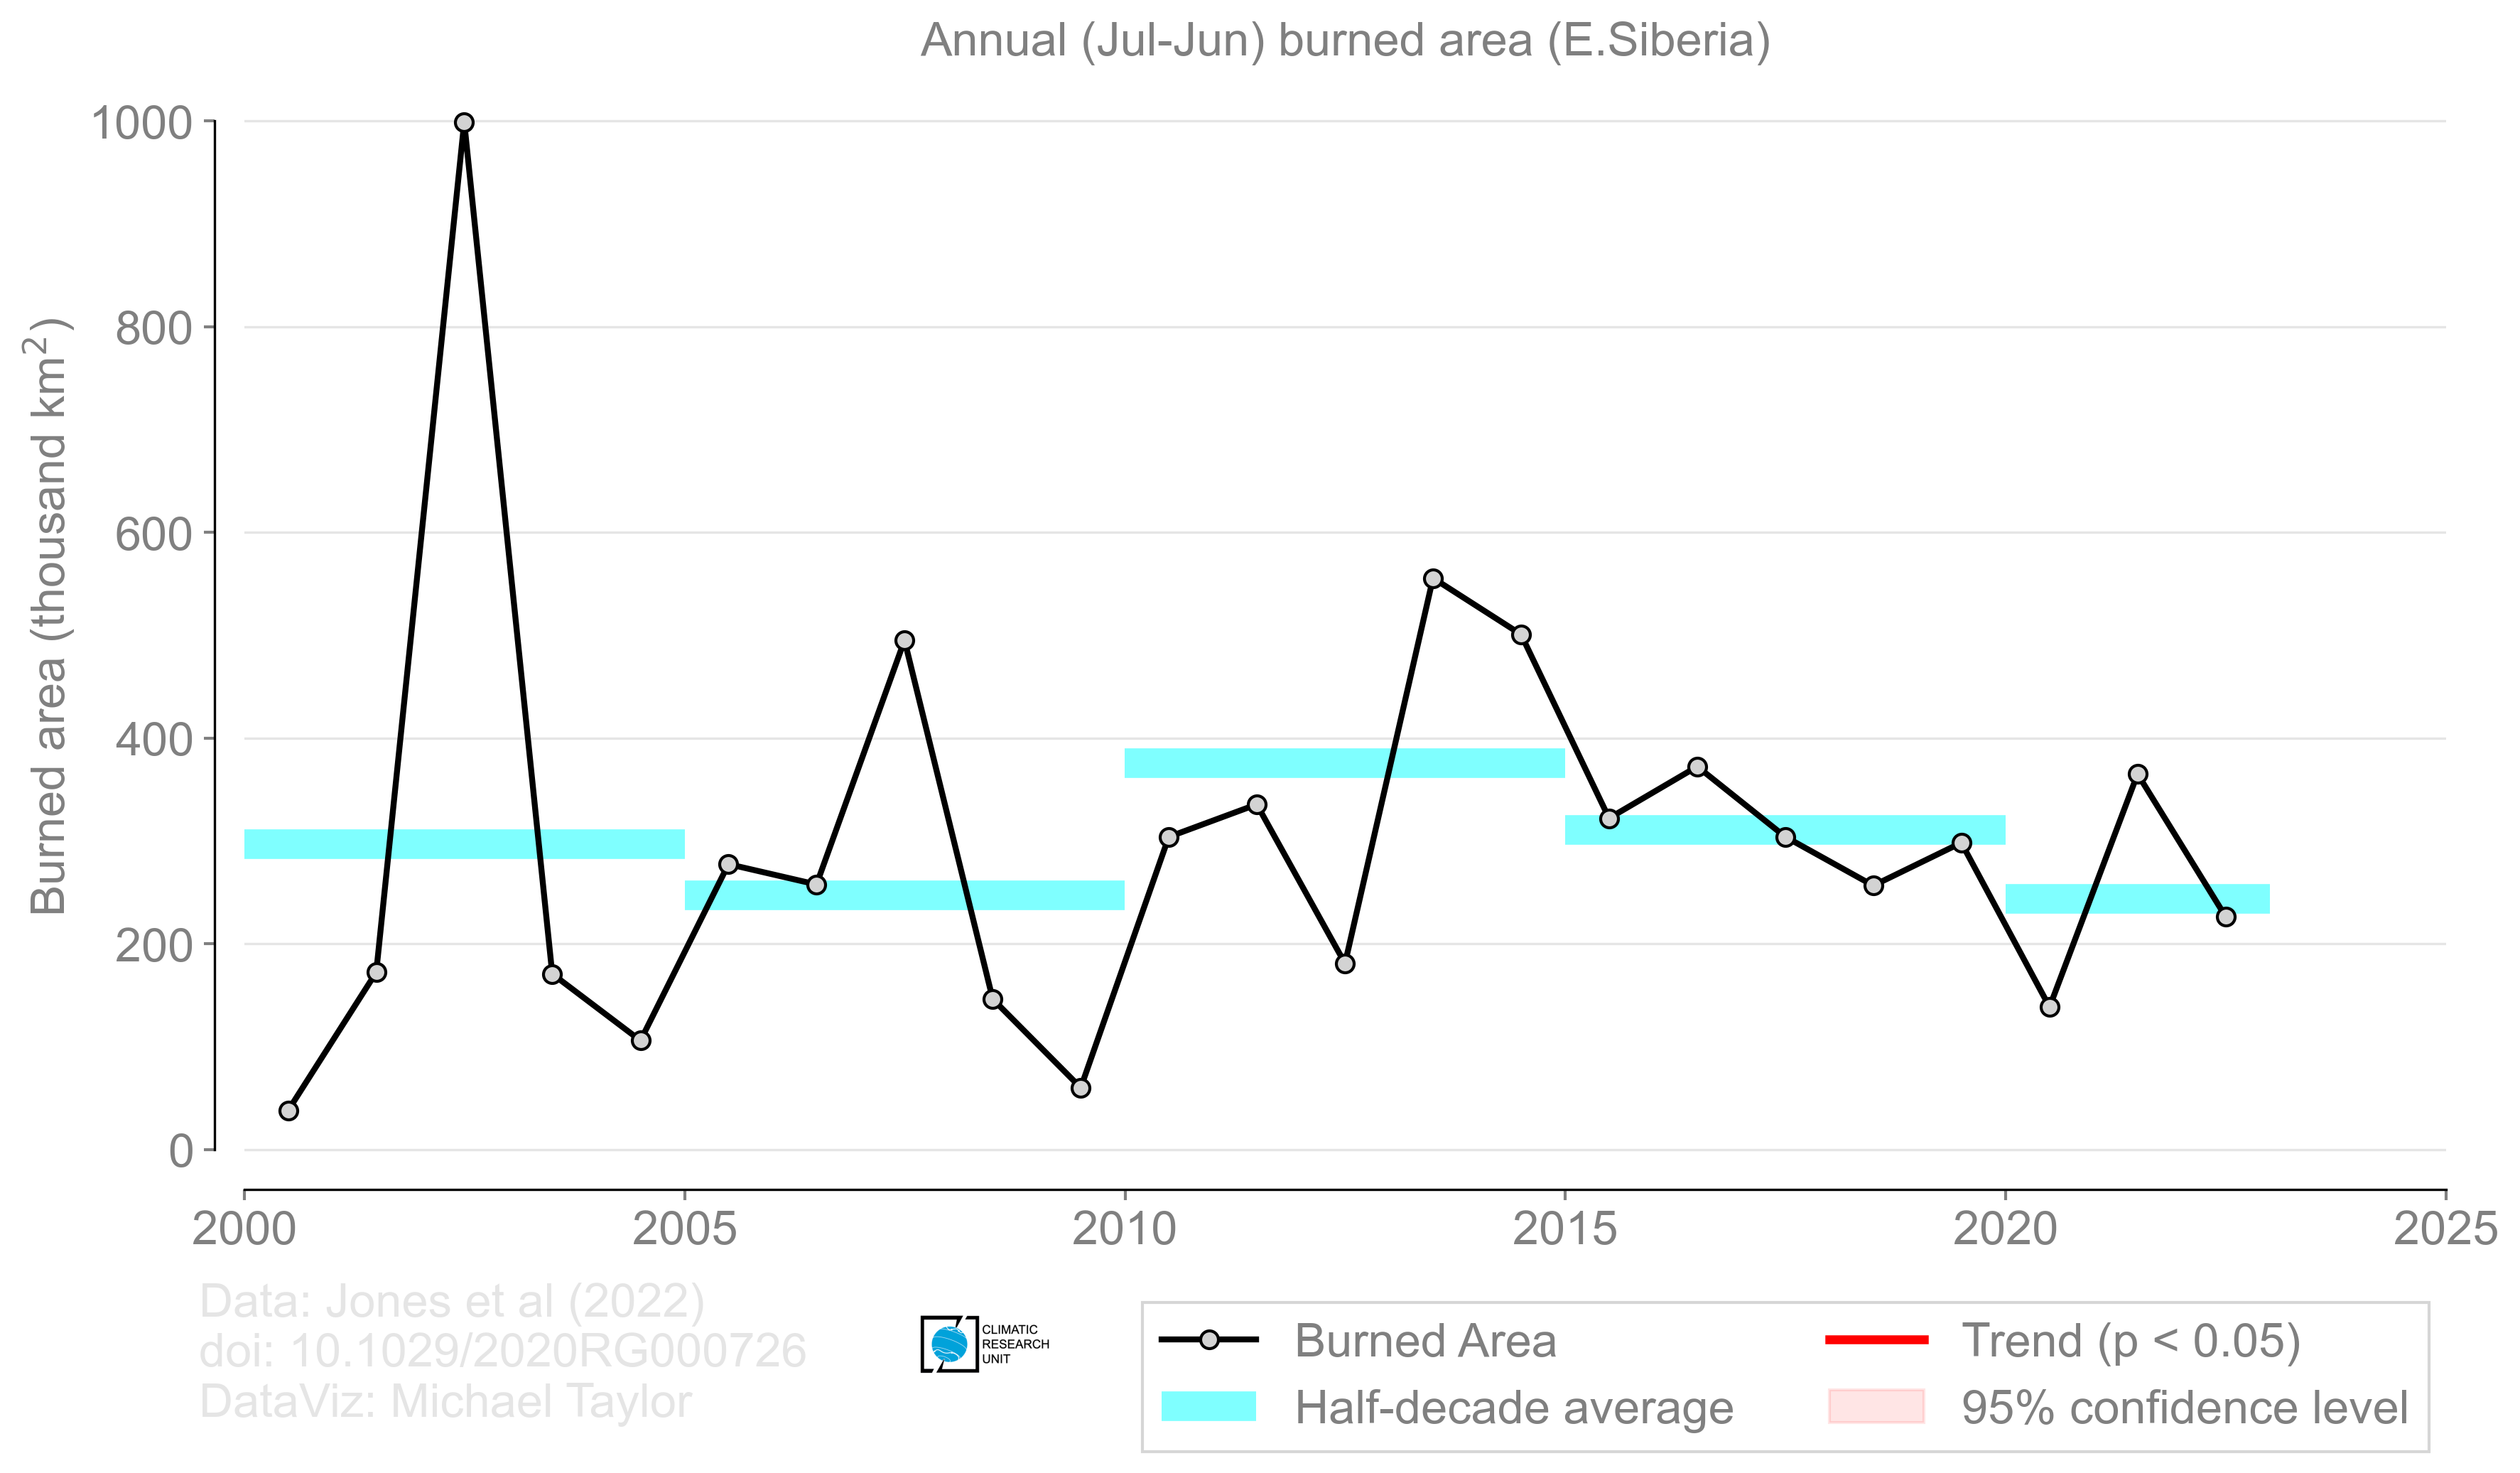 Annual (Jul-Jun) burned area (E.Siberia)
Burned area (thousand km²)
1000
800
600
400
200
0
2000 2005 2010 2015 2020 2025
Data: Jones et al (2022)
doi: 10.1029/2020RG000726
DataViz: Michael Taylor
CLIMATIC
RESEARCH
UNIT
Burned Area
Half-decade average
Trend (p < 0.05)
95% confidence level